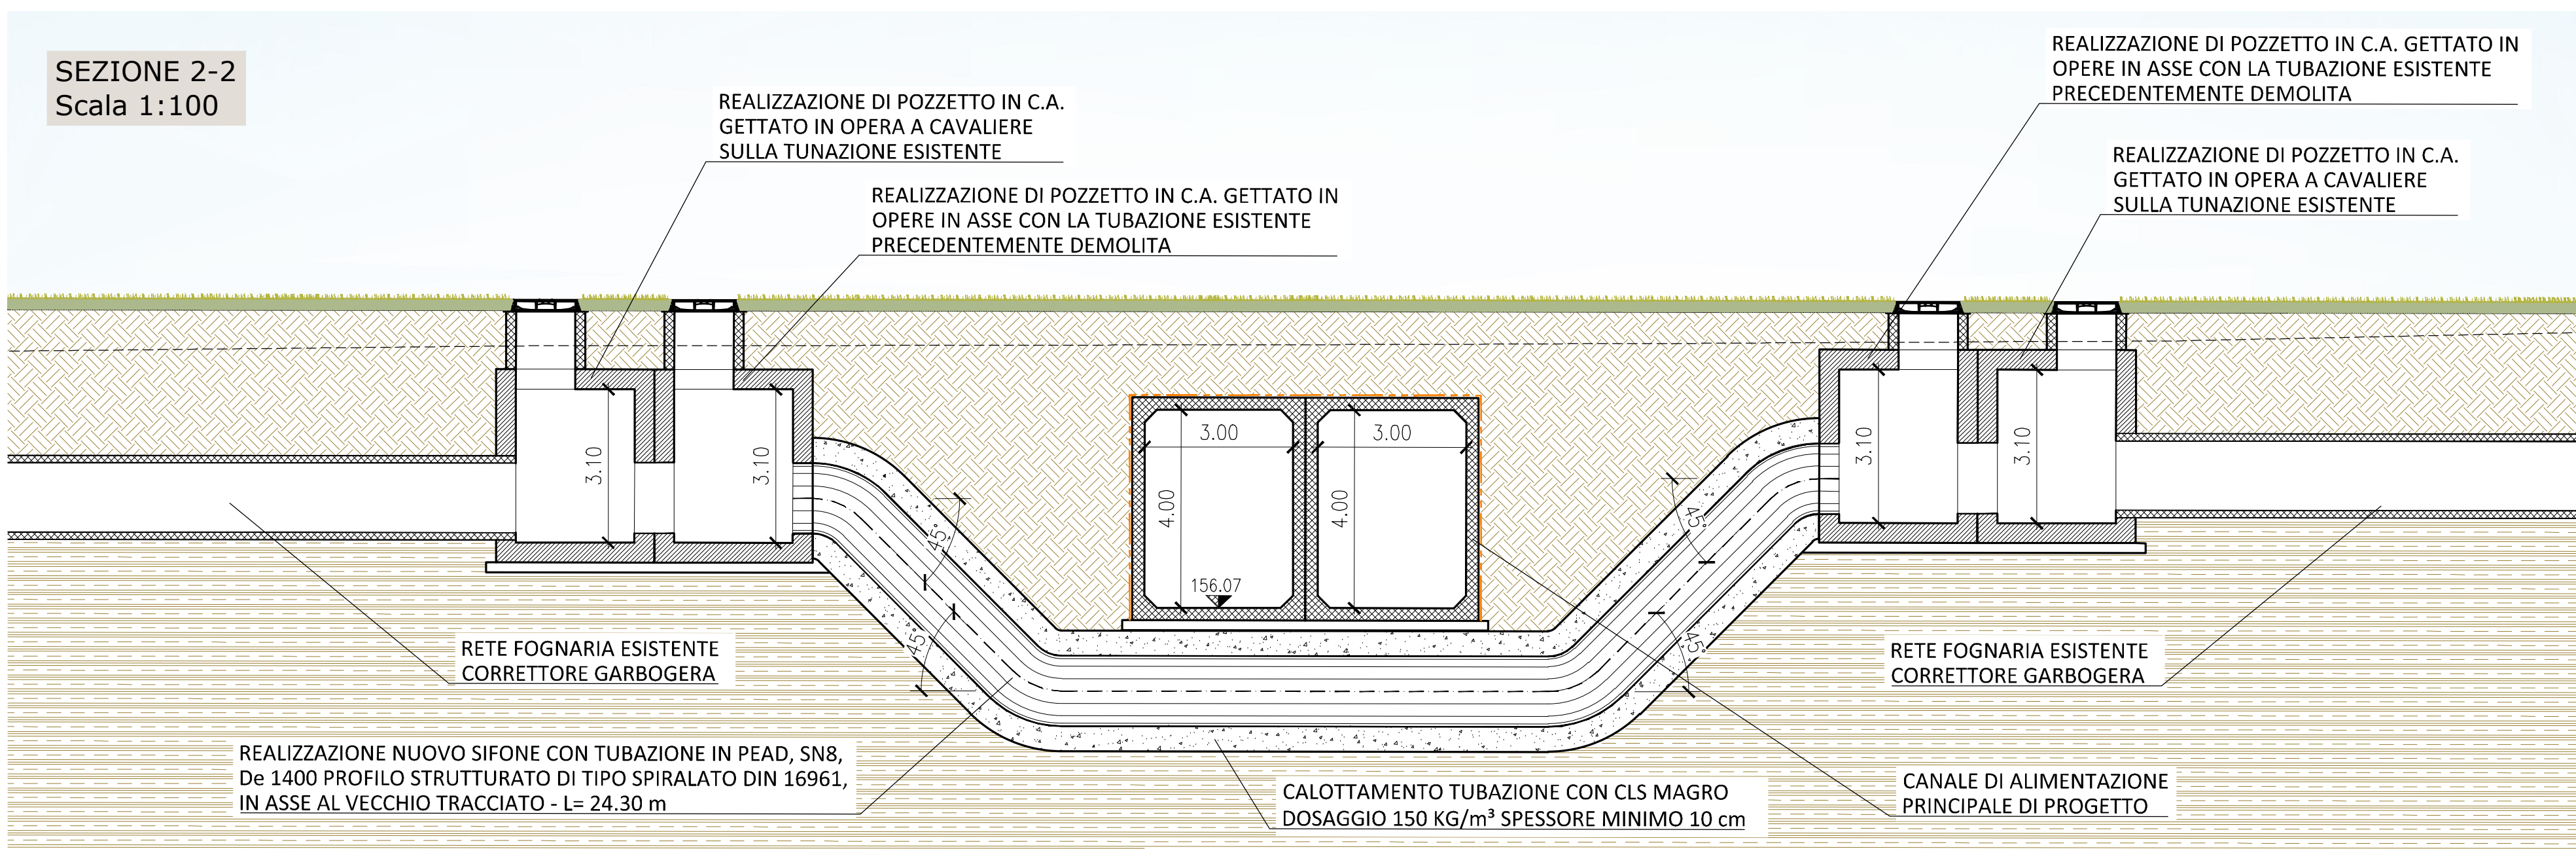 SEZIONE 2-2
Scala 1:100
REALIZZAZIONE DI POZZETTO IN C.A.
GETTATO IN OPERA A CAVALIERE
SULLA TUNAZIONE ESISTENTE
REALIZZAZIONE DI POZZETTO IN C.A. GETTATO IN
OPERE IN ASSE CON LA TUBAZIONE ESISTENTE
PRECEDENTEMENTE DEMOLITA
REALIZZAZIONE DI POZZETTO IN C.A. GETTATO IN
OPERE IN ASSE CON LA TUBAZIONE ESISTENTE
PRECEDENTEMENTE DEMOLITA
REALIZZAZIONE DI POZZETTO IN C.A.
GETTATO IN OPERA A CAVALIERE
SULLA TUNAZIONE ESISTENTE
3.10
3.10
3.00
3.00
4.00
4.00
156.07
3.10
3.10
45°
45°
45°
45°
RETE FOGNARIA ESISTENTE
CORRETTORE GARBOGERA
RETE FOGNARIA ESISTENTE
CORRETTORE GARBOGERA
REALIZZAZIONE NUOVO SIFONE CON TUBAZIONE IN PEAD, SN8,
De 1400 PROFILO STRUTTURATO DI TIPO SPIRALATO DIN 16961,
IN ASSE AL VECCHIO TRACCIATO - L= 24.30 m
CALOTTAMENTO TUBAZIONE CON CLS MAGRO
DOSAGGIO 150 KG/m³ SPESSORE MINIMO 10 cm
CANALE DI ALIMENTAZIONE
PRINCIPALE DI PROGETTO